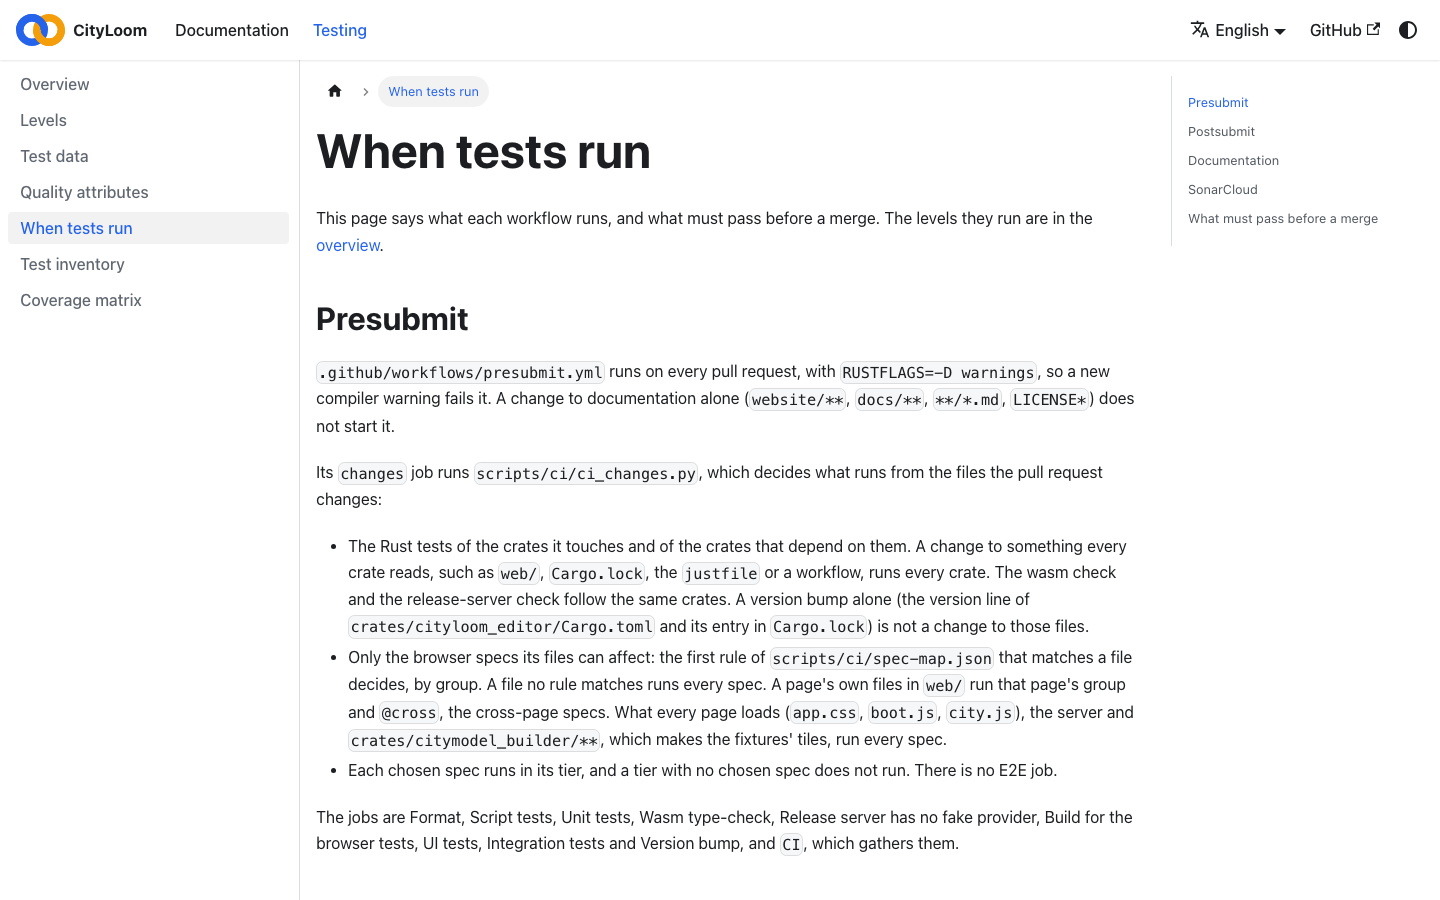 CityLoom
Documentation
Testing
English
GitHub
Overview
Levels
Test data
Quality attributes
When tests run
Test inventory
Coverage matrix
When tests run
When tests run
This page says what each workflow runs, and what must pass before a merge. The levels they run are in the
overview.
Presubmit
.github/workflows/presubmit.yml runs on every pull request, with RUSTFLAGS=-D warnings, so a new
compiler warning fails it. A change to documentation alone (website/**, docs/**, **/*.md, LICENSE*) does
not start it.
Its changes job runs scripts/ci/ci_changes.py, which decides what runs from the files the pull request
changes:
• The Rust tests of the crates it touches and of the crates that depend on them. A change to something every
crate reads, such as web/, Cargo.lock, the justfile or a workflow, runs every crate. The wasm check
and the release-server check follow the same crates. A version bump alone (the version line of
crates/cityloom_editor/Cargo.toml and its entry in Cargo.lock) is not a change to those files.
• Only the browser specs its files can affect: the first rule of scripts/ci/spec-map.json that matches a file
decides, by group. A file no rule matches runs every spec. A page's own files in web/ run that page's group
and @cross, the cross-page specs. What every page loads (app.css, boot.js, city.js), the server and
crates/citymodel_builder/**, which makes the fixtures' tiles, run every spec.
• Each chosen spec runs in its tier, and a tier with no chosen spec does not run. There is no E2E job.
The jobs are Format, Script tests, Unit tests, Wasm type-check, Release server has no fake provider, Build for the
browser tests, UI tests, Integration tests and Version bump, and CI, which gathers them.
Presubmit
Postsubmit
Documentation
SonarCloud
What must pass before a merge